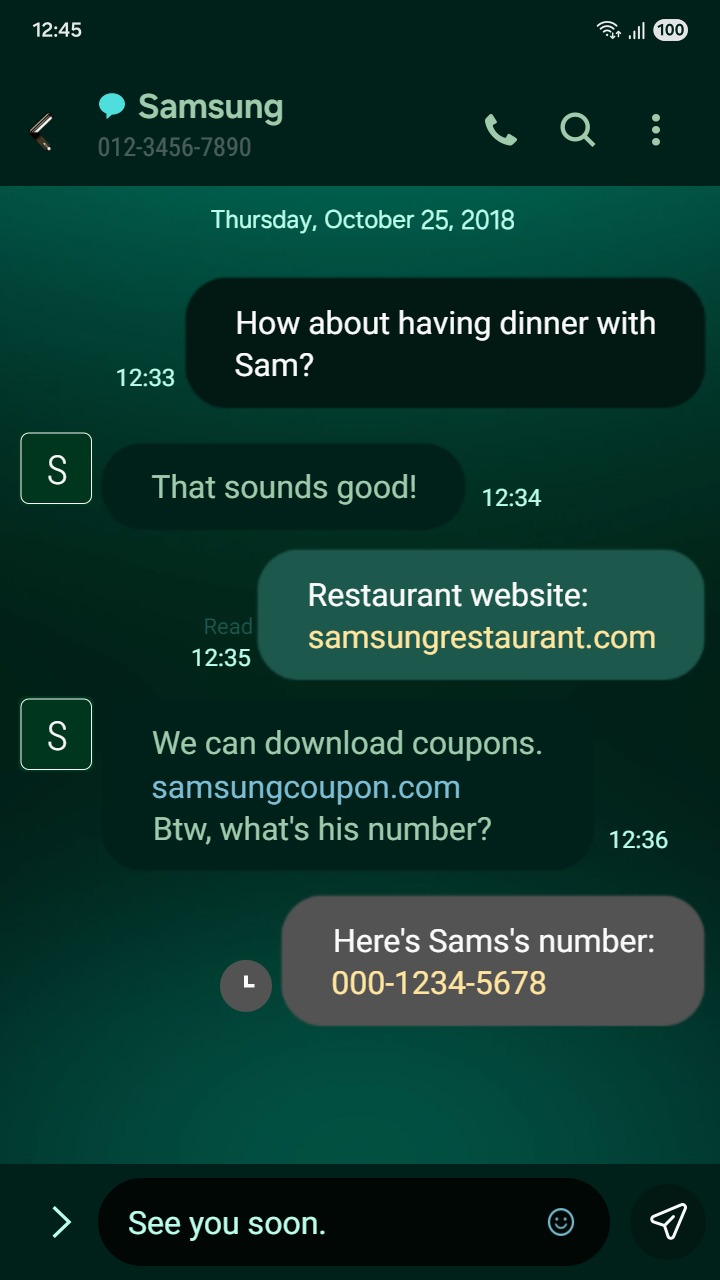 12:45
100
Samsung
012-3456-7890
Thursday, October 25, 2018
How about having dinner with
Sam?
12:33
S
That sounds good!
12:34
Restaurant website:
samsungrestaurant.com
Read
12:35
S
We can download coupons.
samsungcoupon.com
Btw, what's his number?
12:36
Here's Sams's number:
000-1234-5678
See you soon.